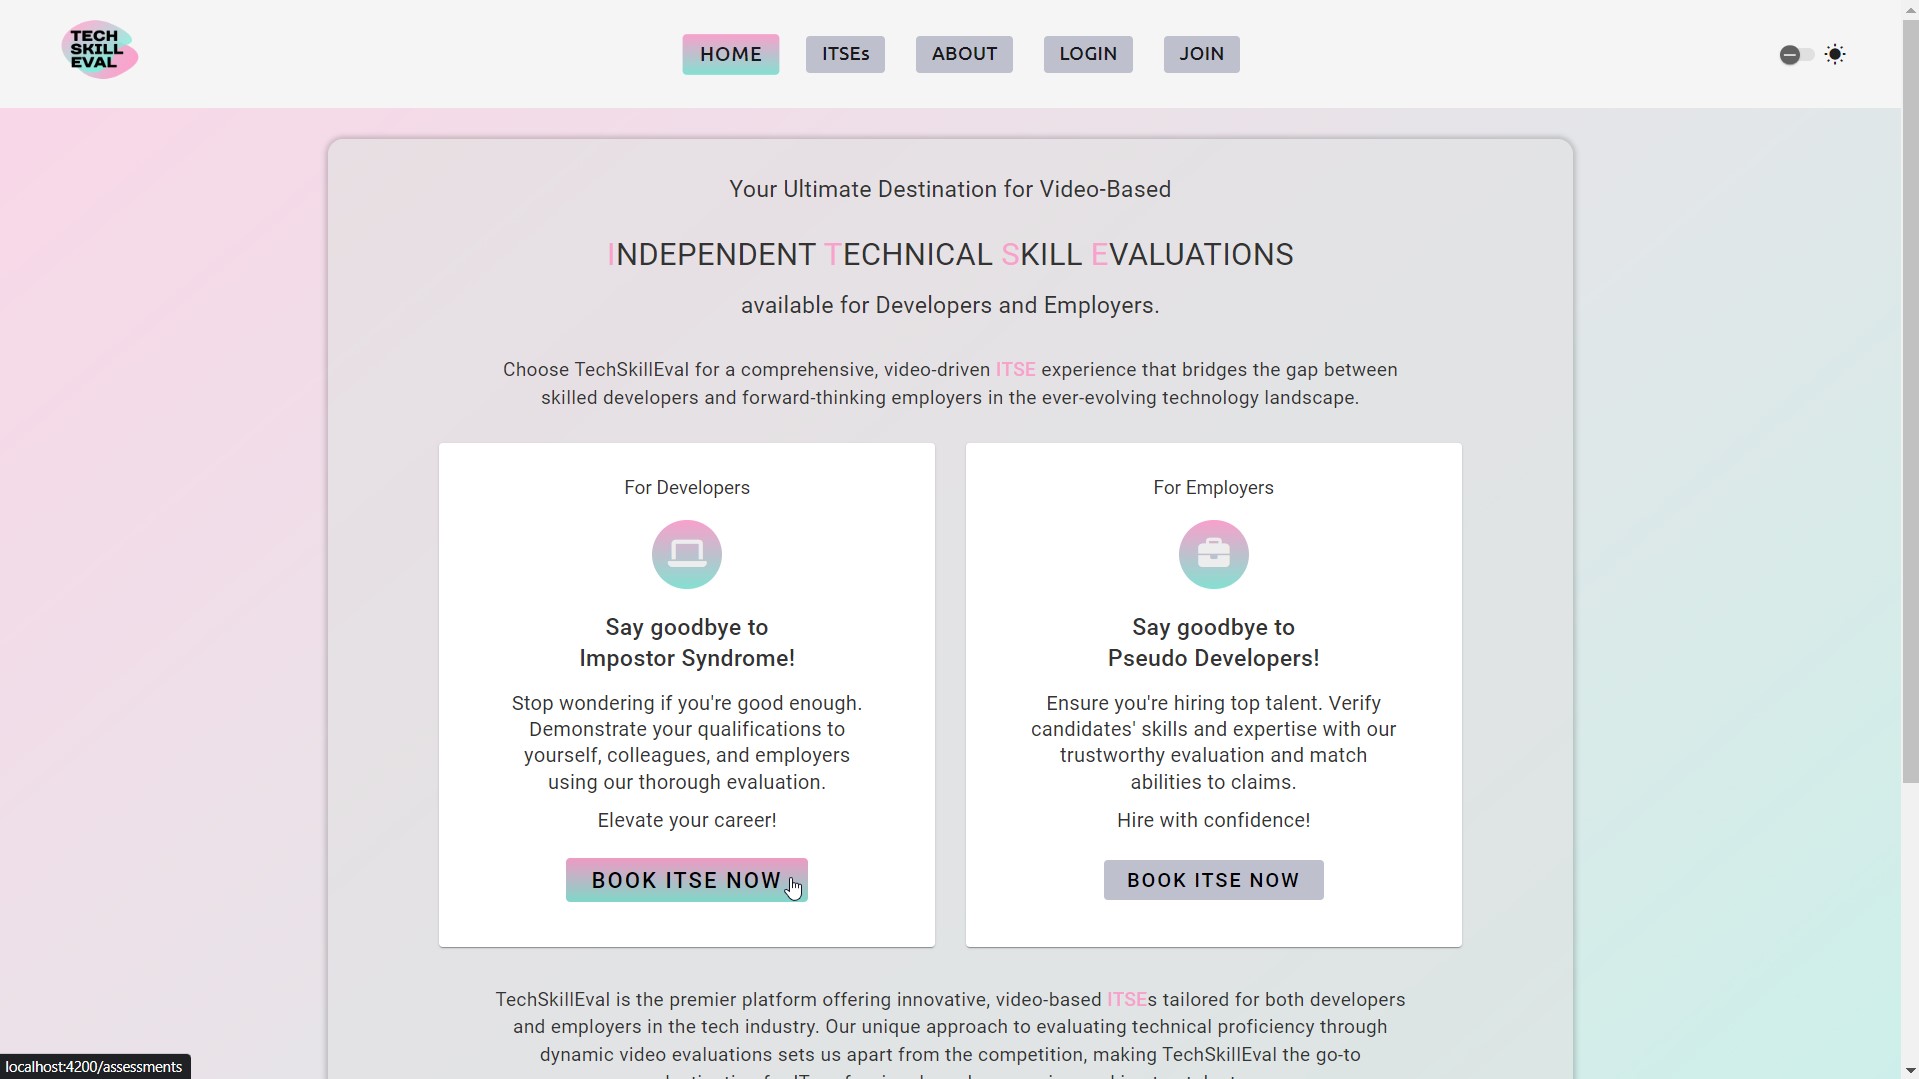 TECH
SKILL
EVAL
HOME
ITSEs
ABOUT
LOGIN
JOIN
Your Ultimate Destination for Video-Based
INDEPENDENT TECHNICAL SKILL EVALUATIONS
available for Developers and Employers.
Choose TechSkillEval for a comprehensive, video-driven ITSE experience that bridges the gap between
skilled developers and forward-thinking employers in the ever-evolving technology landscape.
For Developers
Say goodbye to
Impostor Syndrome!
Stop wondering if you're good enough.
Demonstrate your qualifications to
yourself, colleagues, and employers
using our thorough evaluation.
Elevate your career!
BOOK ITSE NOW
For Employers
Say goodbye to
Pseudo Developers!
Ensure you're hiring top talent. Verify
candidates' skills and expertise with our
trustworthy evaluation and match
abilities to claims.
Hire with confidence!
BOOK ITSE NOW
TechSkillEval is the premier platform offering innovative, video-based ITSEs tailored for both developers
and employers in the tech industry. Our unique approach to evaluating technical proficiency through
dynamic video evaluations sets us apart from the competition, making TechSkillEval the go-to
localhost:4200/assessments